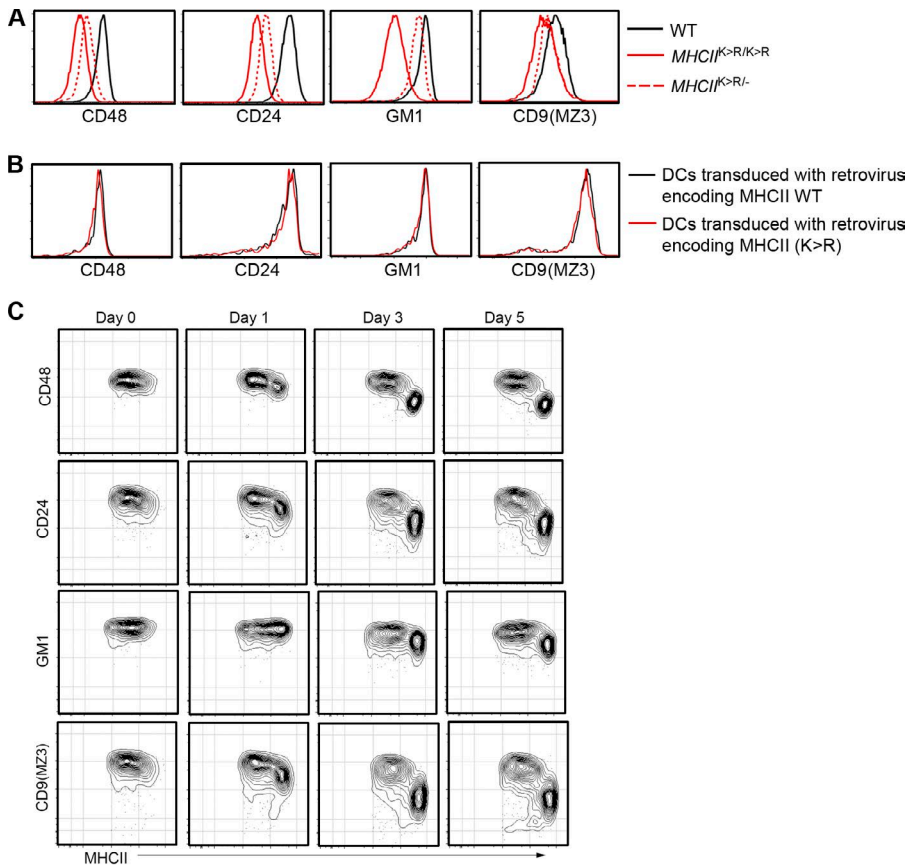 A
WT
MHCII^K>R/K>R
MHCII^K>R/-
CD48 CD24 GM1 CD9(MZ3)
B
DCs transduced with retrovirus
encoding MHCII WT
DCs transduced with retrovirus
encoding MHCII (K>R)
CD48 CD24 GM1 CD9(MZ3)
C
Day 0 Day 1 Day 3 Day 5
CD48
CD24
GM1
CD9(MZ3)
MHCII